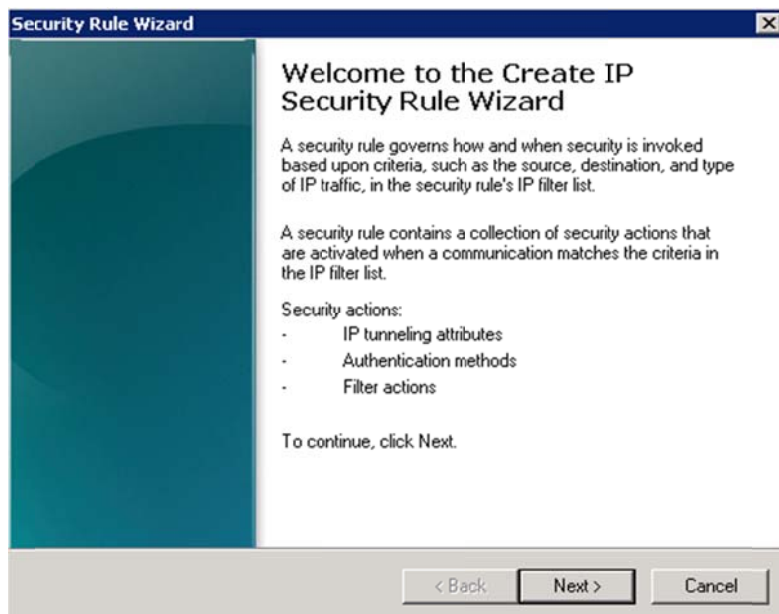 Security Rule Wizard
Welcome to the Create IP
Security Rule Wizard
A security rule governs how and when security is invoked
based upon criteria, such as the source, destination, and type
of IP traffic, in the security rule's IP filter list.
A security rule contains a collection of security actions that
are activated when a communication matches the criteria in
the IP filter list.
Security actions:
- IP tunneling attributes
- Authentication methods
- Filter actions
To continue, click Next.
< Back Next > Cancel